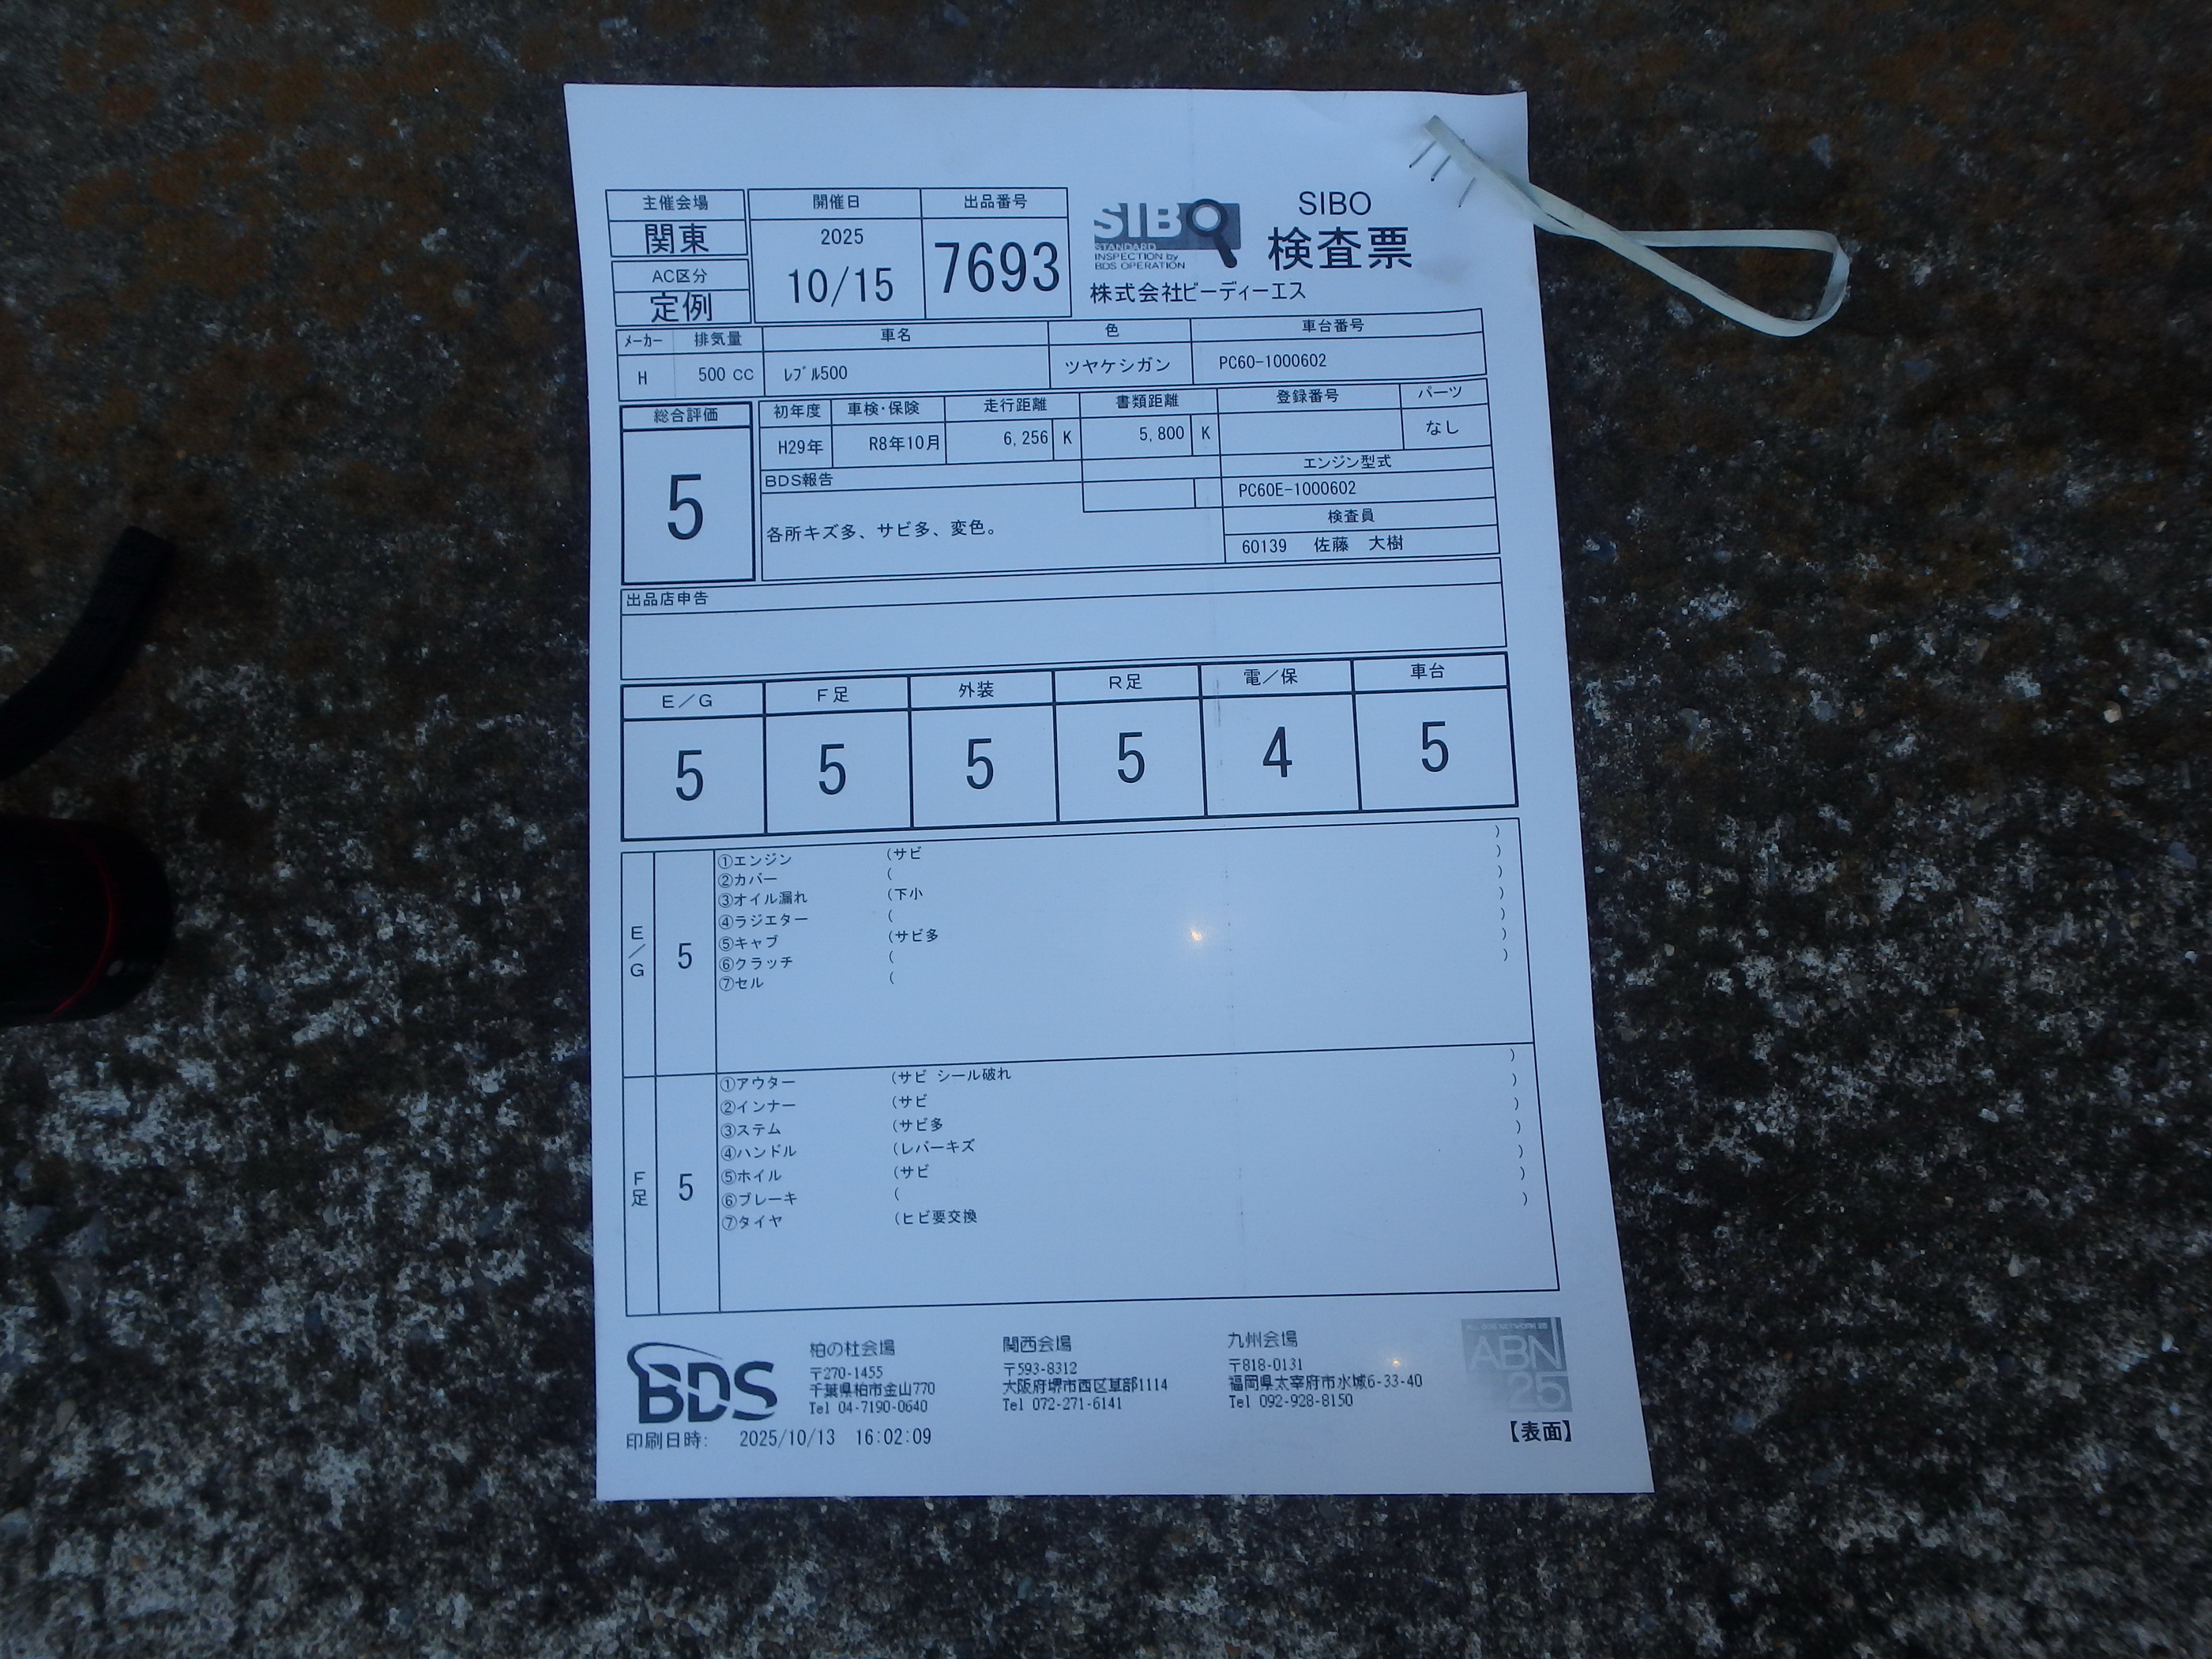 主催会場
関東
AC区分
定例
開催日
2025
10/15
出品番号
7693
SIBO
STANDARD
INSPECTION by
BDS OPERATION
SIBO
検査票
株式会社ビーディーエス
メーカー 排気量 車名 色 車台番号
H 500 CC レブル500 ツヤケシガン PC60-1000602
総合評価
5
初年度 車検・保険 走行距離 書類距離 登録番号 パーツ
H29年 R8年10月 6,256 K 5,800 K なし
BDS報告
各所キズ多、サビ多、変色。
エンジン型式
PC60E-1000602
検査員
60139 佐藤 大樹
出品店申告
E/G F足 外装 R足 電/保 車台
5 5 5 5 4 5
E/G
5
①エンジン (サビ )
②カバー ( )
③オイル漏れ (下小 )
④ラジエター ( )
⑤キャブ (サビ多 )
⑥クラッチ ( )
⑦セル ( )
F足
5
①アウター (サビ シール破れ )
②インナー (サビ )
③ステム (サビ多 )
④ハンドル (レバーキズ )
⑤ホイル (サビ )
⑥ブレーキ ( )
⑦タイヤ (ヒビ要交換 )
BDS
柏の杜会場
〒270-1455
千葉県柏市金山770
Tel 04-7190-0640
関西会場
〒593-8312
大阪府堺市西区草部1114
Tel 072-271-6141
九州会場
〒818-0131
福岡県太宰府市水城6-33-40
Tel 092-928-8150
ABN
25
印刷日時: 2025/10/13 16:02:09
【表面】